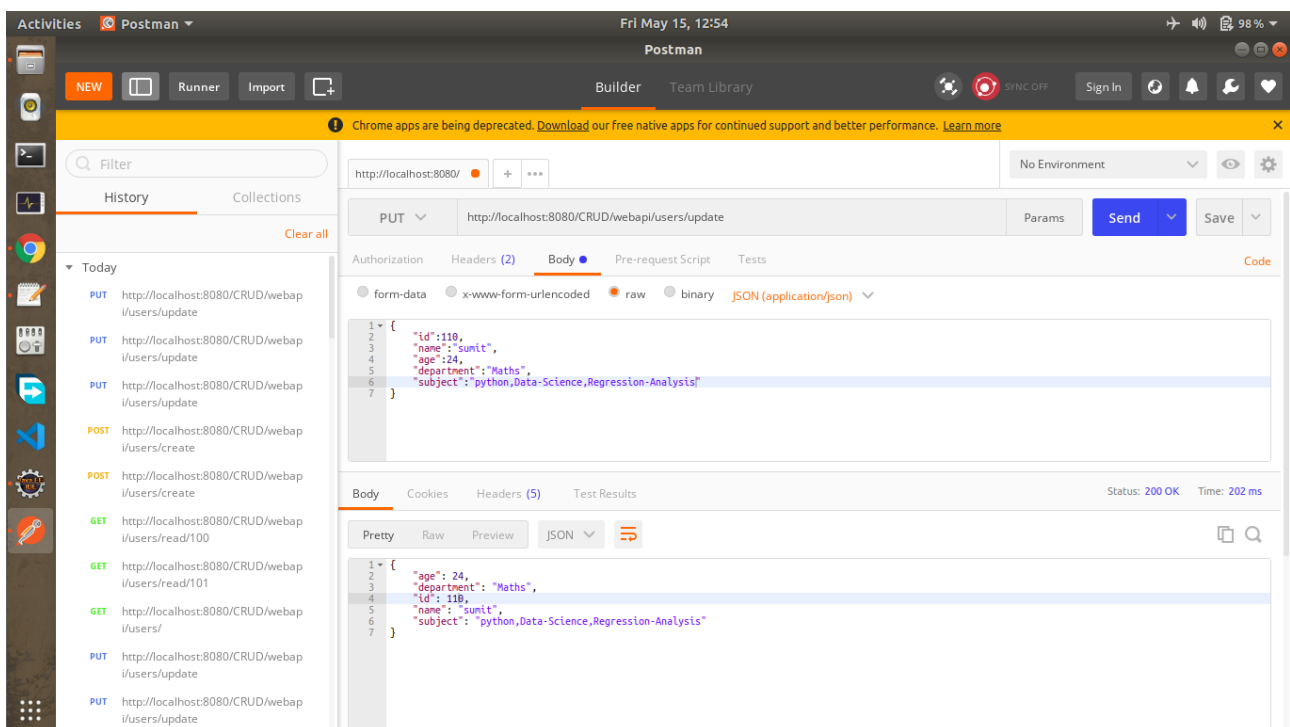 Activities Postman Fri May 15, 12:54 98 %
Postman
NEW Runner Import Builder Team Library SYNC OFF Sign In
Chrome apps are being deprecated. Download our free native apps for continued support and better performance. Learn more
Filter
History Collections
Clear all
Today
PUT http://localhost:8080/CRUD/webap
i/users/update
PUT http://localhost:8080/CRUD/webap
i/users/update
PUT http://localhost:8080/CRUD/webap
i/users/update
POST http://localhost:8080/CRUD/webap
i/users/create
POST http://localhost:8080/CRUD/webap
i/users/create
GET http://localhost:8080/CRUD/webap
i/users/read/100
GET http://localhost:8080/CRUD/webap
i/users/read/101
GET http://localhost:8080/CRUD/webap
i/users/
PUT http://localhost:8080/CRUD/webap
i/users/update
PUT http://localhost:8080/CRUD/webap
i/users/update
http://localhost:8080/ + •••
No Environment
PUT http://localhost:8080/CRUD/webapi/users/update Params Send Save
Authorization Headers (2) Body Pre-request Script Tests Code
form-data x-www-form-urlencoded raw binary JSON (application/json)
1 {
2 "id":110,
3 "name":"sumit",
4 "age":24,
5 "department":"Maths",
6 "subject":"python,Data-Science,Regression-Analysis"
7 }
Body Cookies Headers (5) Test Results Status: 200 OK Time: 202 ms
Pretty Raw Preview JSON
1 {
2 "age": 24,
3 "department": "Maths",
4 "id": 110,
5 "name": "sumit",
6 "subject": "python,Data-Science,Regression-Analysis"
7 }